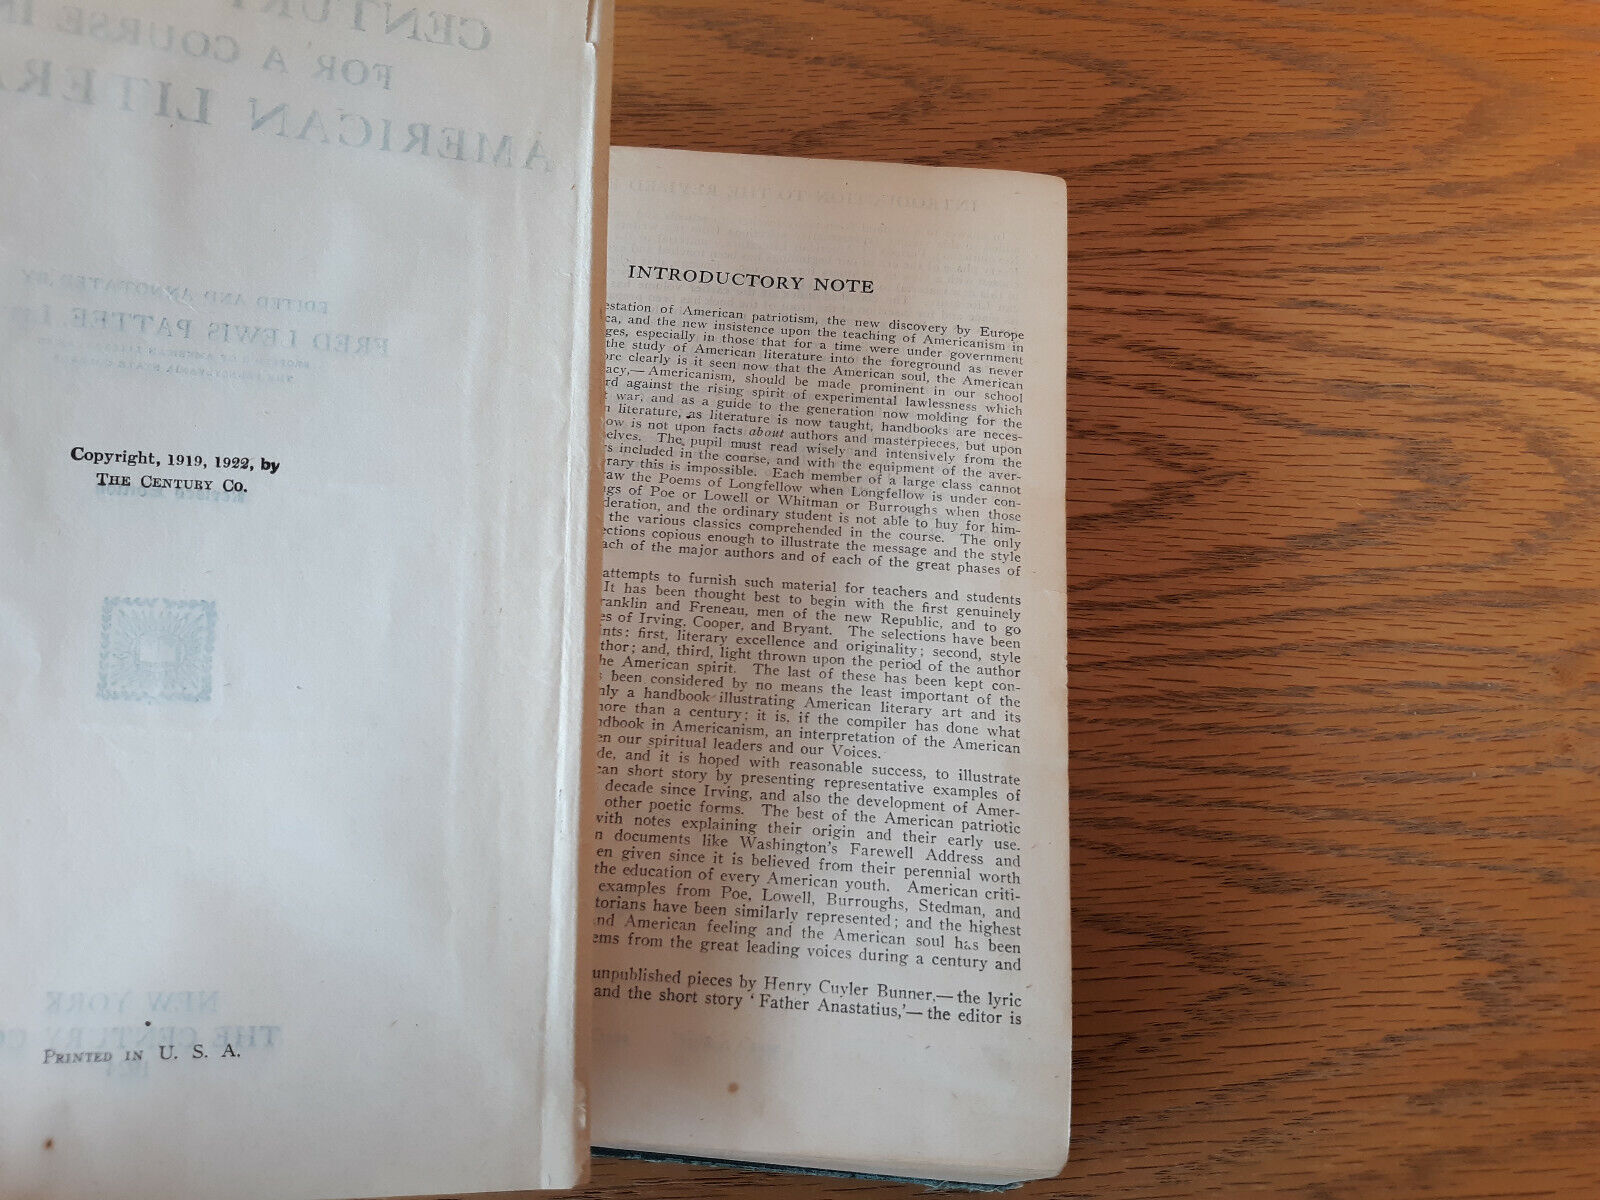 CENTURY
FOR A COURSE IN
AMERICAN LITERA
EDITED AND ANNOTATED BY
FRED LEWIS PATTEE
Copyright, 1919, 1922, by
THE CENTURY CO.
NEW YORK
THE CENTURY CO
PRINTED IN U. S. A.
INTRODUCTION TO THE REVISED
INTRODUCTORY NOTE
estation of American patriotism, the new discovery by Europe
ca, and the new insistence upon the teaching of Americanism in
ges, especially in those that for a time were under government
the study of American literature into the foreground as never
ore clearly is it seen now that the American soul, the American
acy,— Americanism, should be made prominent in our school
rd against the rising spirit of experimental lawlessness which
t war, and as a guide to the generation now molding for the
n literature, as literature is now taught, handbooks are neces-
ow is not upon facts about authors and masterpieces, but upon
selves. The pupil must read wisely and intensively from the
rs included in the course, and with the equipment of the aver-
rary this is impossible. Each member of a large class cannot
raw the Poems of Longfellow when Longfellow is under con-
ngs of Poe or Lowell or Whitman or Burroughs when those
deration, and the ordinary student is not able to buy for him-
the various classics comprehended in the course. The only
ections copious enough to illustrate the message and the style
ach of the major authors and of each of the great phases of
attempts to furnish such material for teachers and students
It has been thought best to begin with the first genuinely
ranklin and Freneau, men of the new Republic, and to go
es of Irving, Cooper, and Bryant. The selections have been
ints: first, literary excellence and originality; second, style
thor; and, third, light thrown upon the period of the author
he American spirit. The last of these has been kept con-
s been considered by no means the least important of the
nly a handbook illustrating American literary art and its
more than a century; it is, if the compiler has done what
ndbook in Americanism, an interpretation of the American
en our spiritual leaders and our Voices.
de, and it is hoped with reasonable success, to illustrate
can short story by presenting representative examples of
decade since Irving, and also the development of Amer-
other poetic forms. The best of the American patriotic
with notes explaining their origin and their early use.
n documents like Washington's Farewell Address and
en given since it is believed from their perennial worth
the education of every American youth. American criti-
examples from Poe, Lowell, Burroughs, Stedman, and
torians have been similarly represented; and the highest
nd American feeling and the American soul has been
ems from the great leading voices during a century and
unpublished pieces by Henry Cuyler Bunner,— the lyric
and the short story 'Father Anastatius,'— the editor is